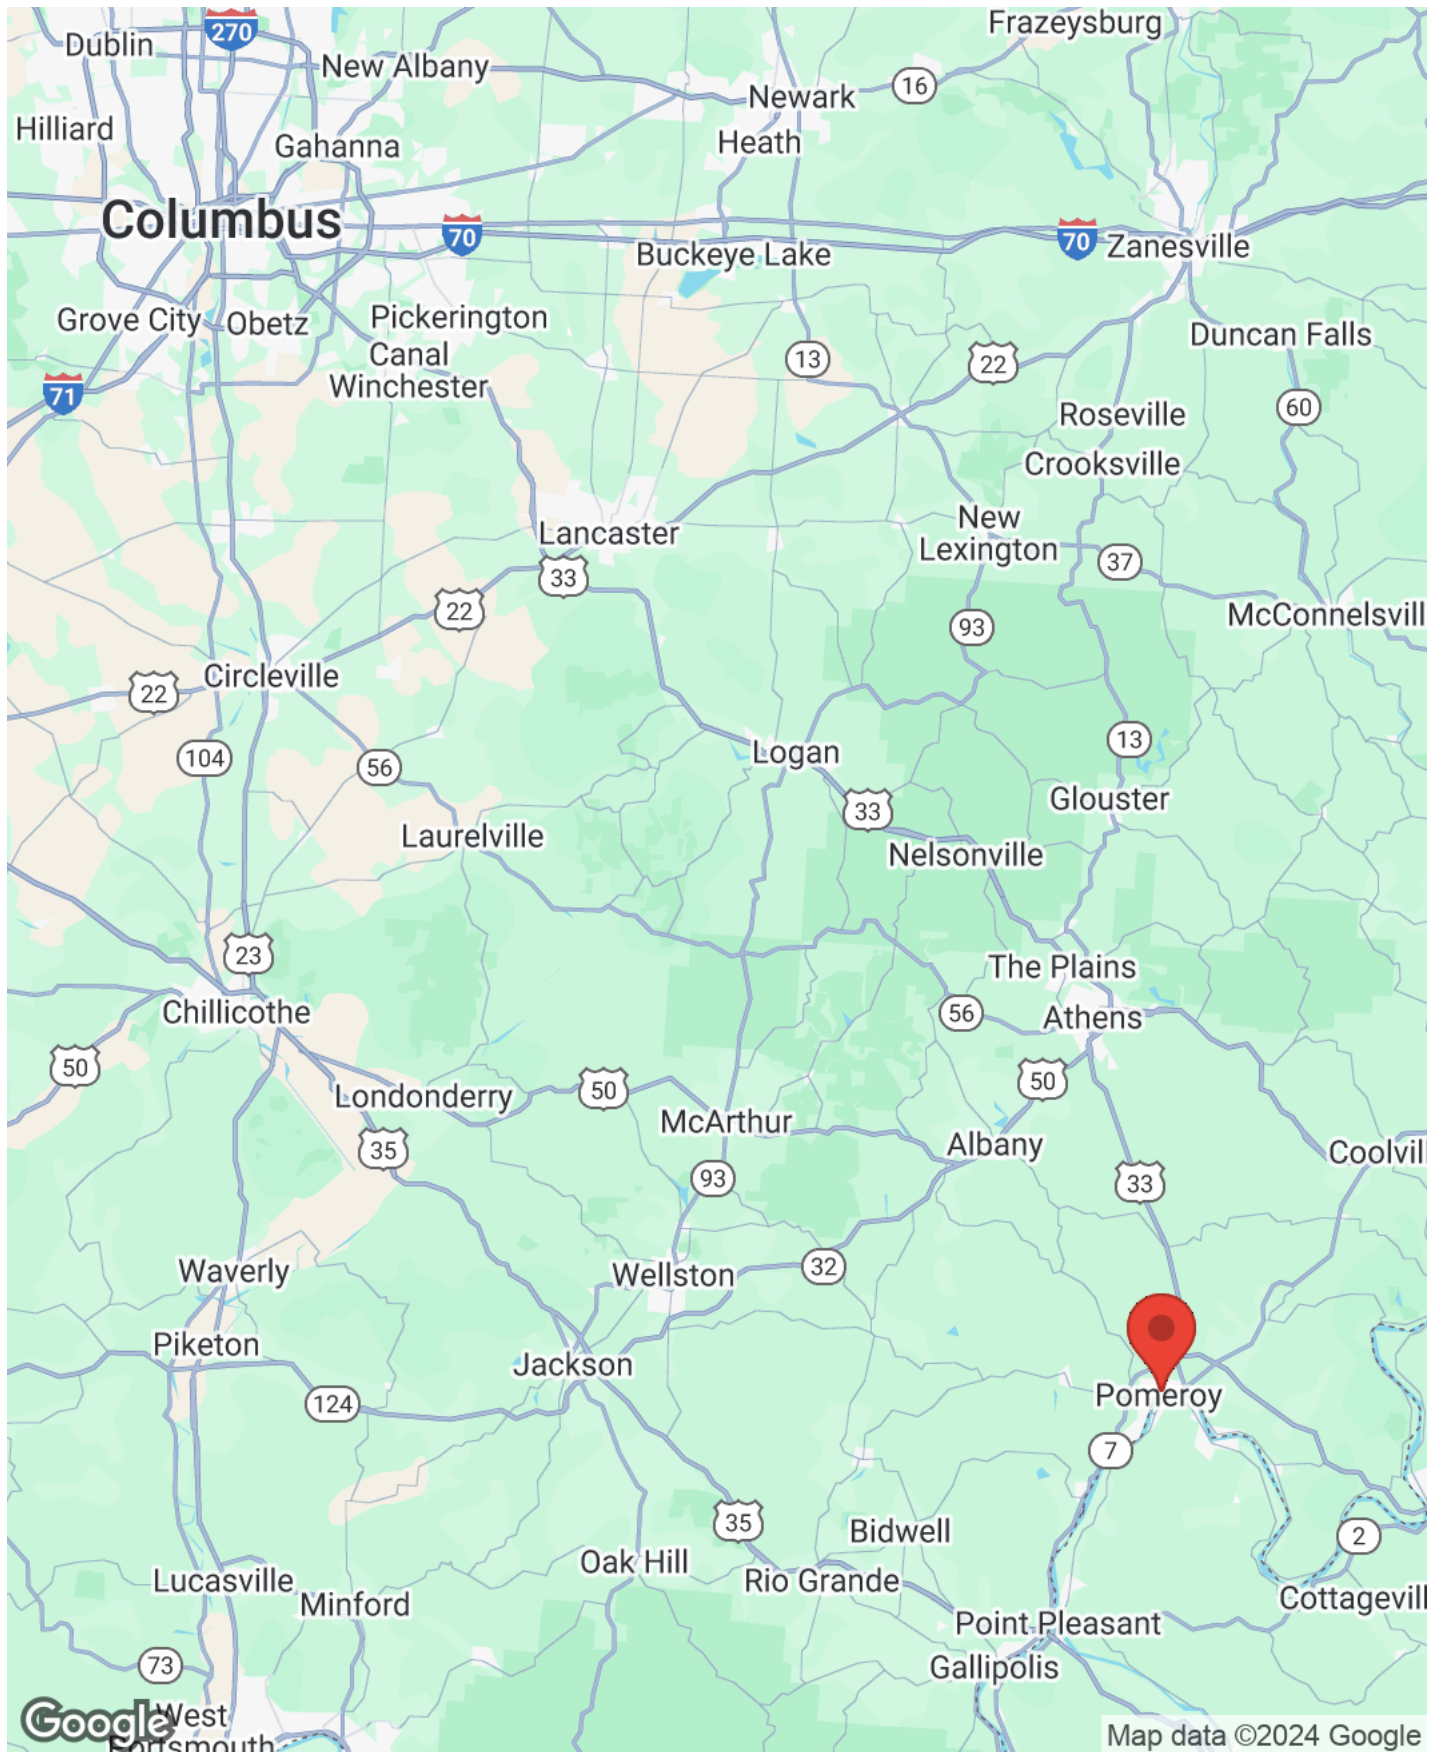 Frazeysburg
270
Dublin
New Albany
16
Newark
Hilliard
Heath
Gahanna
Columbus
70
70
Zanesville
Buckeye Lake
Grove City
Obetz
Pickerington
Duncan Falls
Canal
Winchester
13
22
71
60
Roseville
Crooksville
New
Lexington
Lancaster
37
33
22
McConnelsvill
93
Circleville
22
104
56
Logan
13
Glouster
33
Laurelville
Nelsonville
23
The Plains
Chillicothe
56
Athens
50
50
50
Londonderry
McArthur
Albany
35
Coolvill
93
33
Waverly
Wellston
32
Piketon
Jackson
124
Pomeroy
7
35
Bidwell
2
Oak Hill
Rio Grande
Lucasville
Minford
Cottagevill
Point Pleasant
73
Gallipolis
Google
West
Portsmouth
Map data ©2024 Google